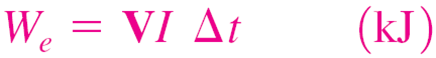 Wₑ = VI Δt (kJ)